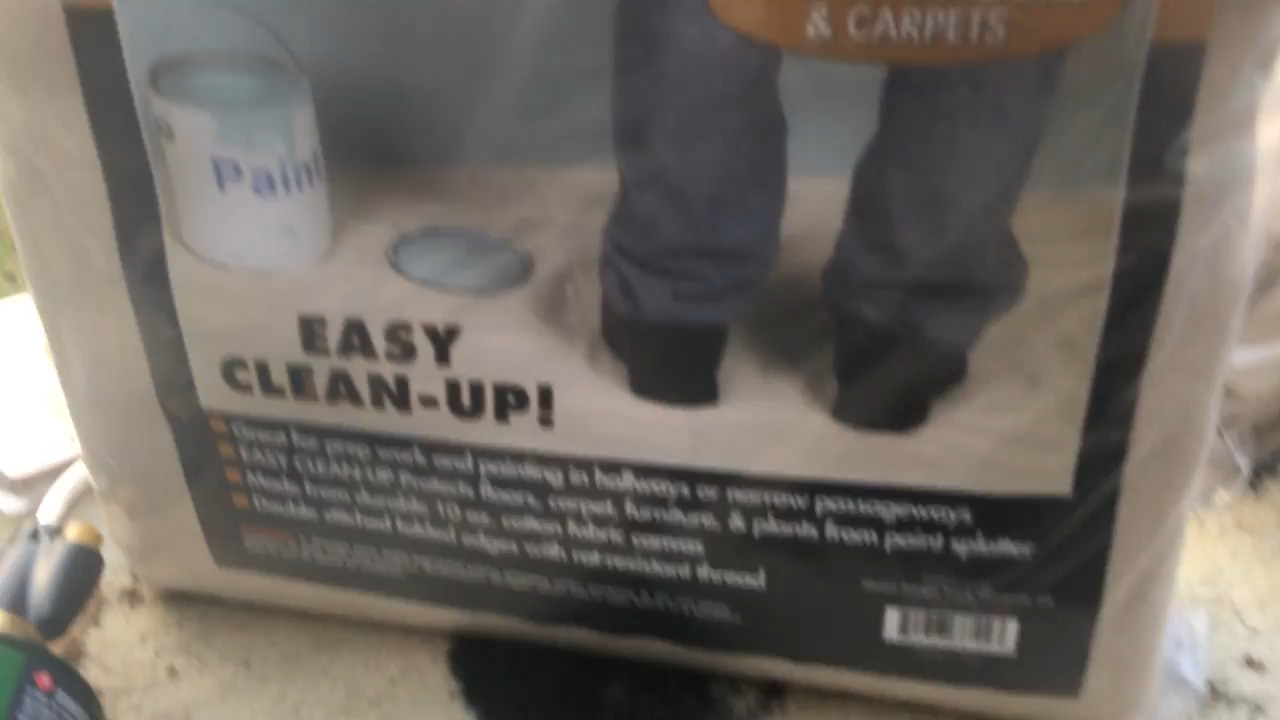 & CARPETS
Paint
EASY
CLEAN-UP!
Great for prep work and painting in hallways or narrow passageways
EASY CLEAN UP Protects floors, carpet, furniture, & plants from paint splatter
Made from durable 10 oz. cotton fabric canvas
Double stitched folded edges with rot-resistant thread